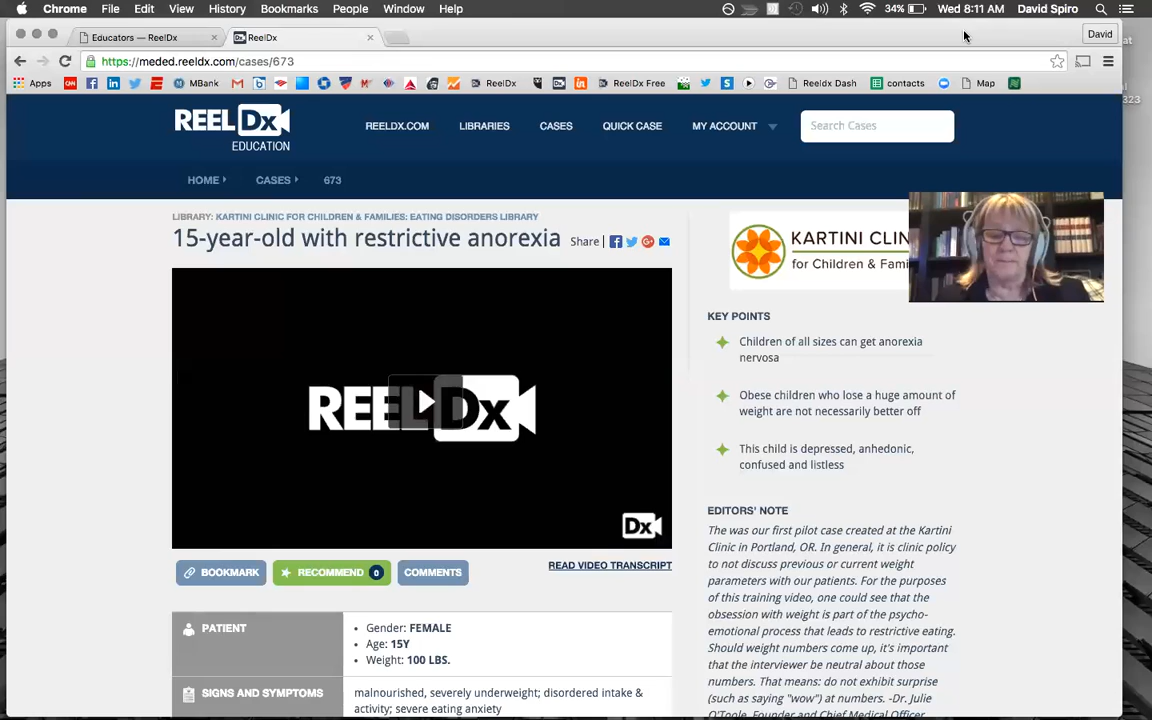 Chrome File Edit View History Bookmarks People Window Help 34% Wed 8:11 AM David Spiro
Educators — ReelDx ReelDx David
https://meded.reeldx.com/cases/673
Apps MBank ReelDx ReelDx Free Reeldx Dash contacts Map
REELDx
EDUCATION
REELDX.COM LIBRARIES CASES QUICK CASE MY ACCOUNT Search Cases
HOME CASES 673
LIBRARY: KARTINI CLINIC FOR CHILDREN & FAMILIES: EATING DISORDERS LIBRARY
15-year-old with restrictive anorexia Share |
REELDx
Dx
BOOKMARK RECOMMEND 0 COMMENTS READ VIDEO TRANSCRIPT
PATIENT
• Gender: FEMALE
• Age: 15Y
• Weight: 100 LBS.
SIGNS AND SYMPTOMS
malnourished, severely underweight; disordered intake &
activity; severe eating anxiety
KARTINI CLIN
for Children & Fami
KEY POINTS
Children of all sizes can get anorexia
nervosa
Obese children who lose a huge amount of
weight are not necessarily better off
This child is depressed, anhedonic,
confused and listless
EDITORS' NOTE
The was our first pilot case created at the Kartini
Clinic in Portland, OR. In general, it is clinic policy
to not discuss previous or current weight
parameters with our patients. For the purposes
of this training video, one could see that the
obsession with weight is part of the psycho-
emotional process that leads to restrictive eating.
Should weight numbers come up, it's important
that the interviewer be neutral about those
numbers. That means: do not exhibit surprise
(such as saying "wow") at numbers. -Dr. Julie
O'Toole, Founder and Chief Medical Officer
at
323